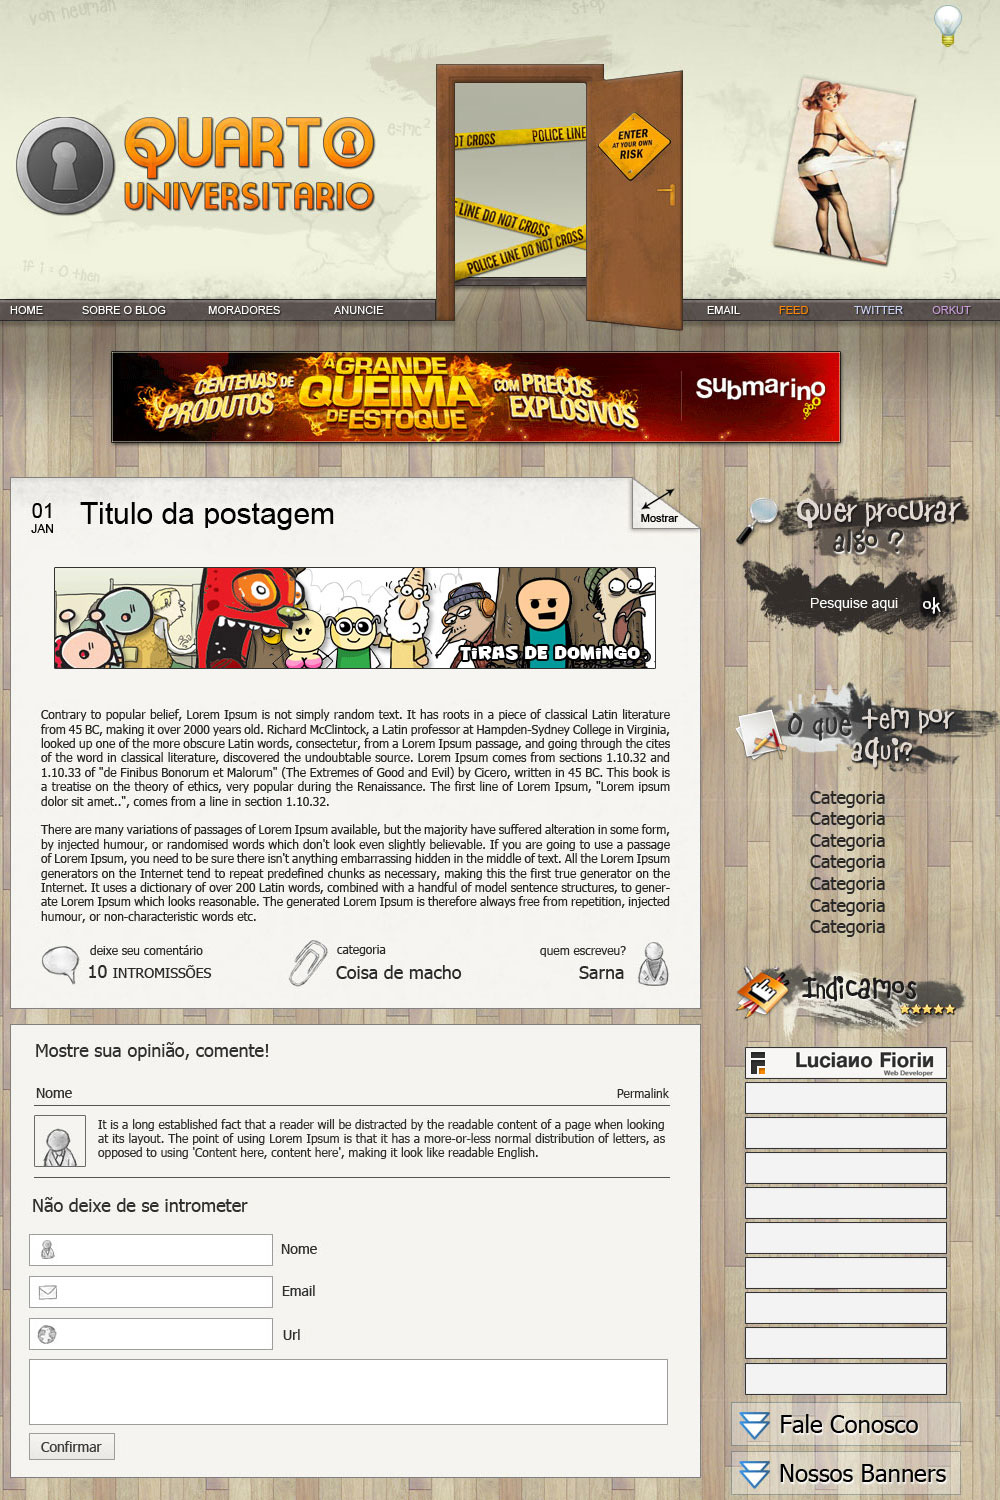 von neuman
stop
e=mc²
if i = 0 then
=)
QUARTO
UNIVERSITARIO
OT CROSS
POLICE LINE
LINE DO NOT CROSS
POLICE LINE DO NOT CROSS
ENTER
AT YOUR OWN
RISK
HOME SOBRE O BLOG MORADORES ANUNCIE EMAIL FEED TWITTER ORKUT
CENTENAS DE
PRODUTOS
A GRANDE
QUEIMA
DE ESTOQUE
COM PREÇOS
EXPLOSIVOS
Submarino
01
JAN
Titulo da postagem
Mostrar
TIRAS DE DOMINGO
Contrary to popular belief, Lorem Ipsum is not simply random text. It has roots in a piece of classical Latin literature
from 45 BC, making it over 2000 years old. Richard McClintock, a Latin professor at Hampden-Sydney College in Virginia,
looked up one of the more obscure Latin words, consectetur, from a Lorem Ipsum passage, and going through the cites
of the word in classical literature, discovered the undoubtable source. Lorem Ipsum comes from sections 1.10.32 and
1.10.33 of "de Finibus Bonorum et Malorum" (The Extremes of Good and Evil) by Cicero, written in 45 BC. This book is
a treatise on the theory of ethics, very popular during the Renaissance. The first line of Lorem Ipsum, "Lorem ipsum
dolor sit amet..", comes from a line in section 1.10.32.
There are many variations of passages of Lorem Ipsum available, but the majority have suffered alteration in some form,
by injected humour, or randomised words which don't look even slightly believable. If you are going to use a passage
of Lorem Ipsum, you need to be sure there isn't anything embarrassing hidden in the middle of text. All the Lorem Ipsum
generators on the Internet tend to repeat predefined chunks as necessary, making this the first true generator on the
Internet. It uses a dictionary of over 200 Latin words, combined with a handful of model sentence structures, to gener-
ate Lorem Ipsum which looks reasonable. The generated Lorem Ipsum is therefore always free from repetition, injected
humour, or non-characteristic words etc.
deixe seu comentário
10 INTROMISSÕES
categoria
Coisa de macho
quem escreveu?
Sarna
Mostre sua opinião, comente!
Nome Permalink
It is a long established fact that a reader will be distracted by the readable content of a page when looking
at its layout. The point of using Lorem Ipsum is that it has a more-or-less normal distribution of letters, as
opposed to using 'Content here, content here', making it look like readable English.
Não deixe de se intrometer
Nome
Email
Url
Confirmar
Quer procurar
algo ?
Pesquise aqui ok
O que tem por
aqui?
Categoria
Categoria
Categoria
Categoria
Categoria
Categoria
Categoria
Indicamos
Luciano Fiorin
Web Developer
Fale Conosco
Nossos Banners